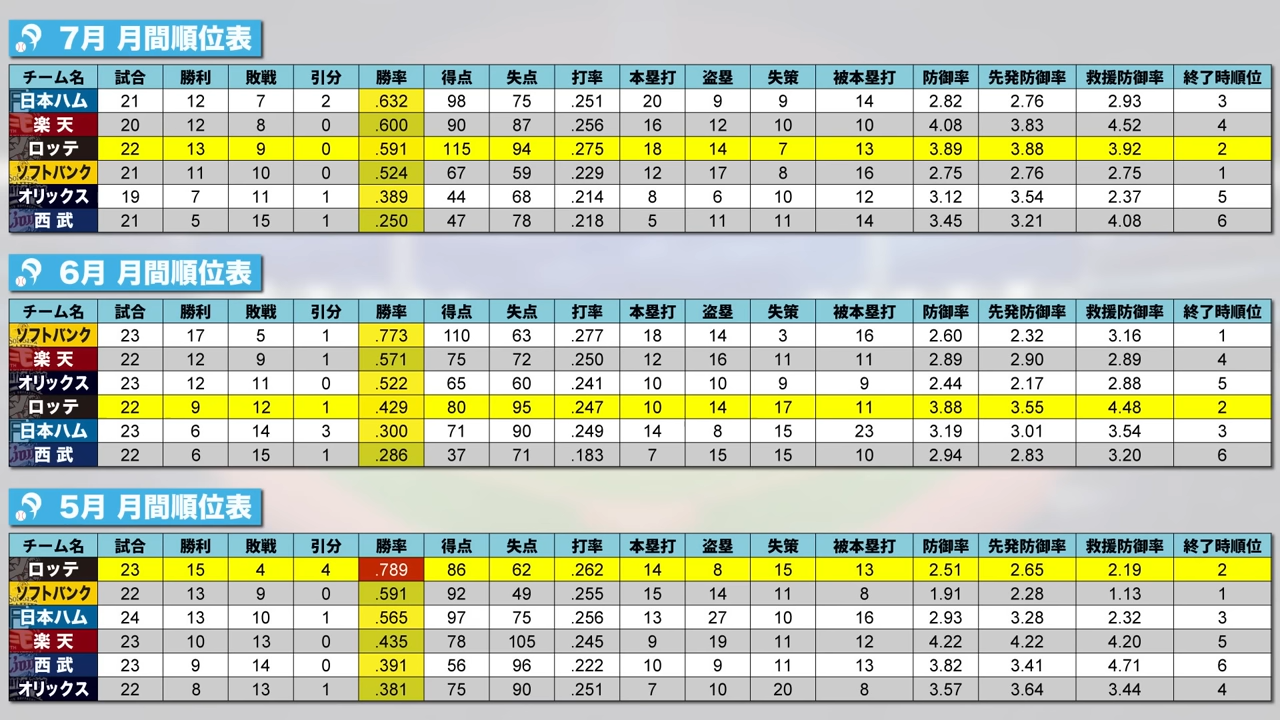 7月 月間順位表
チーム名 試合 勝利 敗戦 引分 勝率 得点 失点 打率 本塁打 盗塁 失策 被本塁打 防御率 先発防御率 救援防御率 終了時順位
日本ハム 21 12 7 2 .632 98 75 .251 20 9 9 14 2.82 2.76 2.93 3
楽天 20 12 8 0 .600 90 87 .256 16 12 10 10 4.08 3.83 4.52 4
ロッテ 22 13 9 0 .591 115 94 .275 18 14 7 13 3.89 3.88 3.92 2
ソフトバンク 21 11 10 0 .524 67 59 .229 12 17 8 16 2.75 2.76 2.75 1
オリックス 19 7 11 1 .389 44 68 .214 8 6 10 12 3.12 3.54 2.37 5
西武 21 5 15 1 .250 47 78 .218 5 11 11 14 3.45 3.21 4.08 6
6月 月間順位表
チーム名 試合 勝利 敗戦 引分 勝率 得点 失点 打率 本塁打 盗塁 失策 被本塁打 防御率 先発防御率 救援防御率 終了時順位
ソフトバンク 23 17 5 1 .773 110 63 .277 18 14 3 16 2.60 2.32 3.16 1
楽天 22 12 9 1 .571 75 72 .250 12 16 11 11 2.89 2.90 2.89 4
オリックス 23 12 11 0 .522 65 60 .241 10 10 9 9 2.44 2.17 2.88 5
ロッテ 22 9 12 1 .429 80 95 .247 10 14 17 11 3.88 3.55 4.48 2
日本ハム 23 6 14 3 .300 71 90 .249 14 8 15 23 3.19 3.01 3.54 3
西武 22 6 15 1 .286 37 71 .183 7 15 15 10 2.94 2.83 3.20 6
5月 月間順位表
チーム名 試合 勝利 敗戦 引分 勝率 得点 失点 打率 本塁打 盗塁 失策 被本塁打 防御率 先発防御率 救援防御率 終了時順位
ロッテ 23 15 4 4 .789 86 62 .262 14 8 15 13 2.51 2.65 2.19 2
ソフトバンク 22 13 9 0 .591 92 49 .255 15 14 11 8 1.91 2.28 1.13 1
日本ハム 24 13 10 1 .565 97 75 .256 13 27 10 16 2.93 3.28 2.32 3
楽天 23 10 13 0 .435 78 105 .245 9 19 11 12 4.22 4.22 4.20 5
西武 23 9 14 0 .391 56 96 .222 10 9 11 13 3.82 3.41 4.71 6
オリックス 22 8 13 1 .381 75 90 .251 7 10 20 8 3.57 3.64 3.44 4